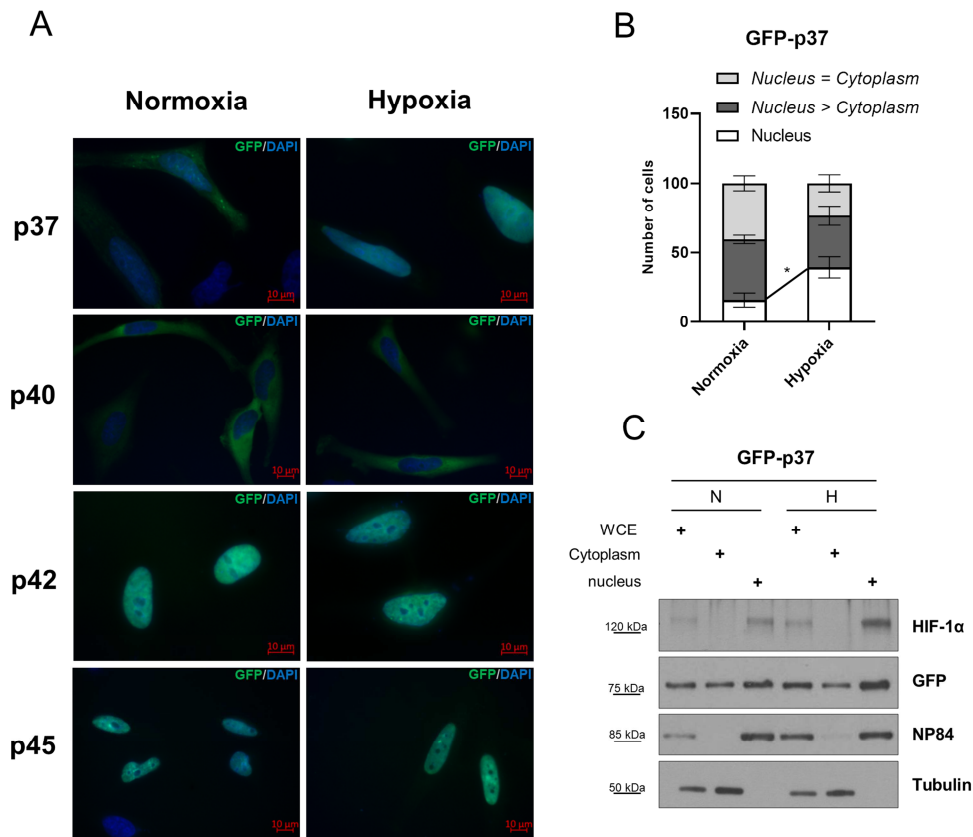 A
Normoxia
Hypoxia
p37
GFP/DAPI
10 µm
GFP/DAPI
10 µm
p40
GFP/DAPI
10 µm
GFP/DAPI
10 µm
p42
GFP/DAPI
10 µm
GFP/DAPI
10 µm
p45
GFP/DAPI
10 µm
GFP/DAPI
10 µm
B
GFP-p37
Nucleus = Cytoplasm
Nucleus > Cytoplasm
Nucleus
Number of cells
150
100
50
0
*
Normoxia
Hypoxia
C
GFP-p37
N H
WCE + +
Cytoplasm + +
nucleus + +
120 kDa HIF-1α
75 kDa GFP
85 kDa NP84
50 kDa Tubulin